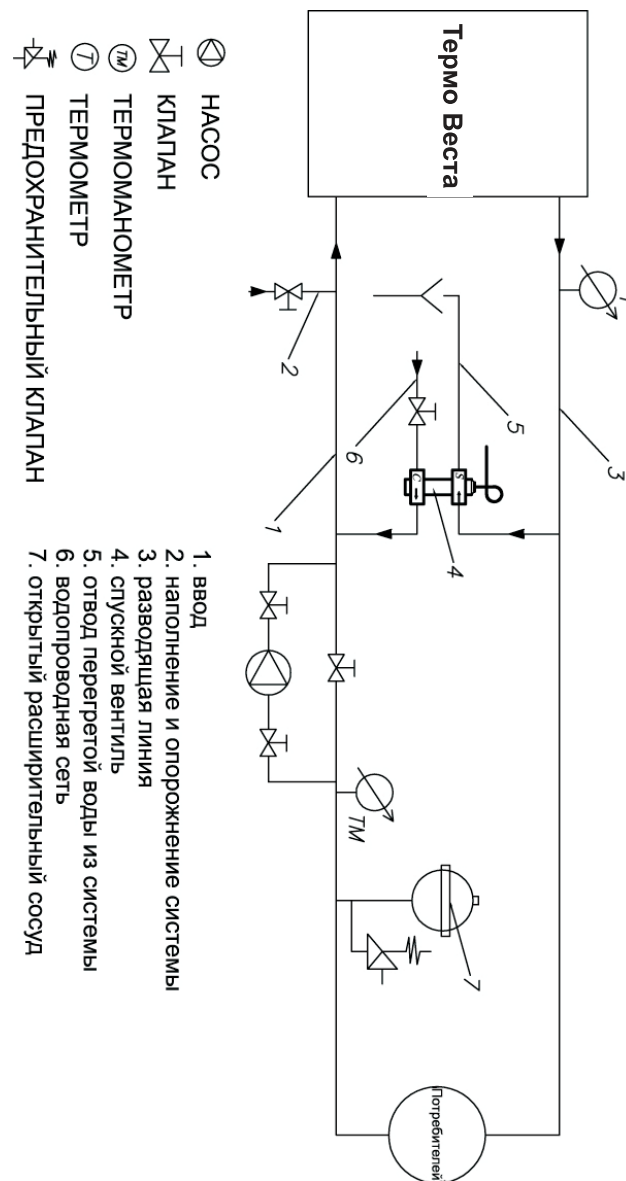 Термо Веста
3
5
6
2
1
4
ТМ
7
Потребителей
НАСОС
КЛАПАН
ТМ ТЕРМОМАНОМЕТР
Т ТЕРМОМЕТР
ПРЕДОХРАНИТЕЛЬНЫЙ КЛАПАН
S
C
1. ввод
2. наполнение и опорожнение системы
3. разводящая линия
4. спускной вентиль
5. отвод перегретой воды из системы
6. водопроводная сеть
7. открытый расширительный сосуд